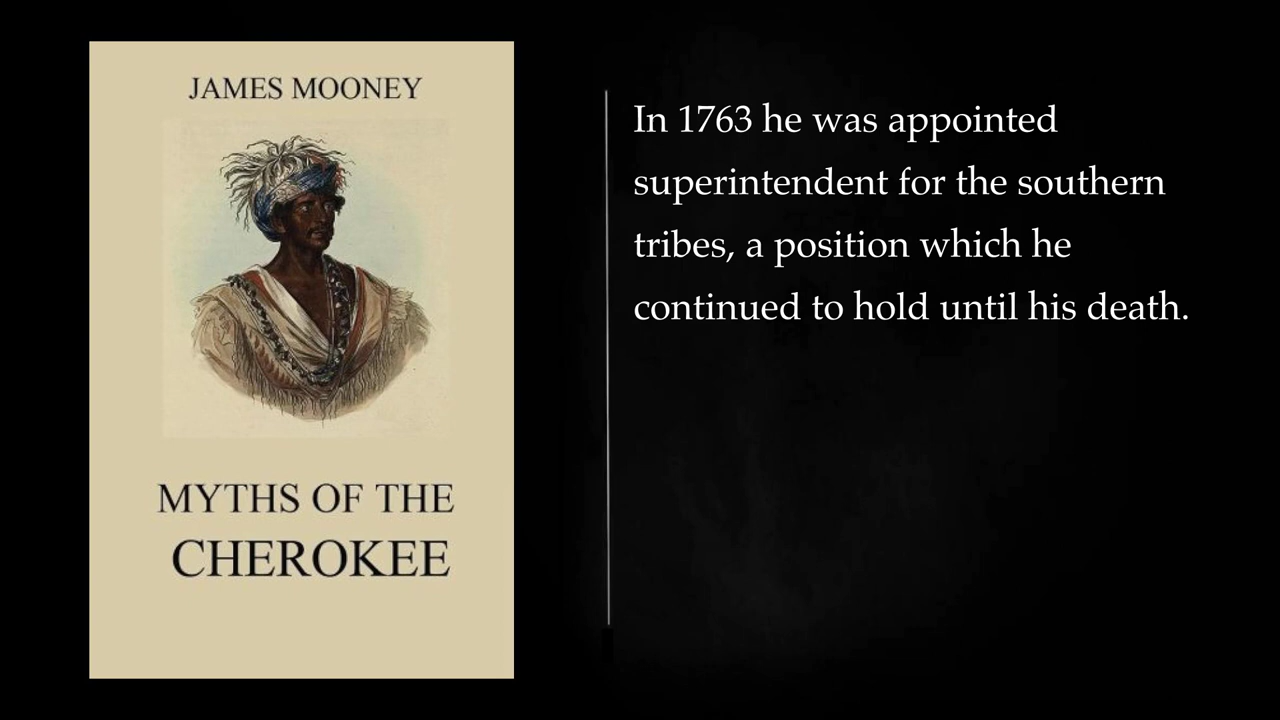 JAMES MOONEY
MYTHS OF THE
CHEROKEE
In 1763 he was appointed
superintendent for the southern
tribes, a position which he
continued to hold until his death.